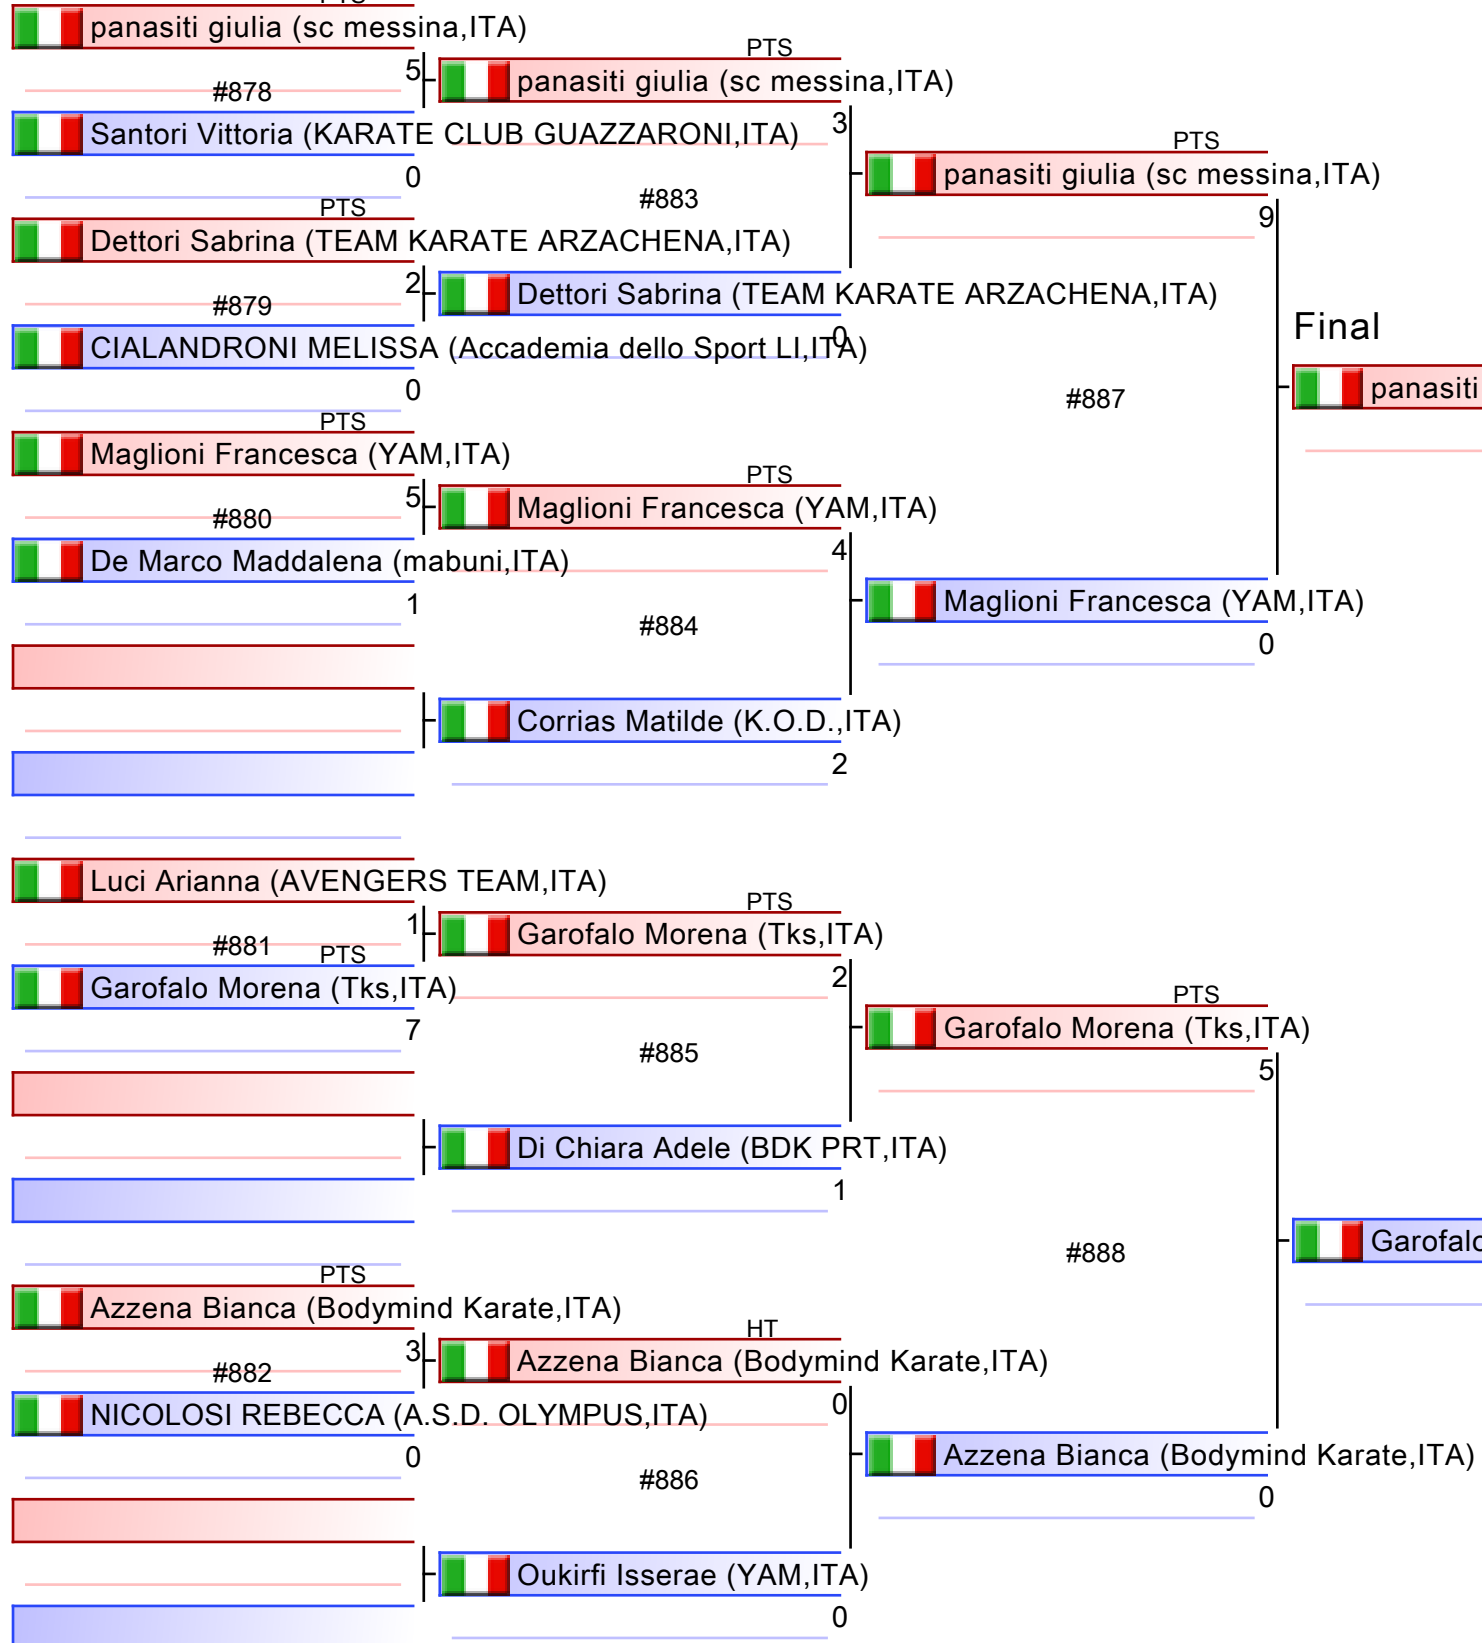 PTS
panasiti giulia (sc messina,ITA)
5
#878
Santori Vittoria (KARATE CLUB GUAZZARONI,ITA)
0
PTS
Dettori Sabrina (TEAM KARATE ARZACHENA,ITA)
2
#879
CIALANDRONI MELISSA (Accademia dello Sport LI,ITA)
0
PTS
Maglioni Francesca (YAM,ITA)
5
#880
De Marco Maddalena (mabuni,ITA)
1
Luci Arianna (AVENGERS TEAM,ITA)
1
#881
PTS
Garofalo Morena (Tks,ITA)
7
PTS
Azzena Bianca (Bodymind Karate,ITA)
3
#882
NICOLOSI REBECCA (A.S.D. OLYMPUS,ITA)
0
PTS
panasiti giulia (sc messina,ITA)
3
#883
Dettori Sabrina (TEAM KARATE ARZACHENA,ITA)
0
PTS
Maglioni Francesca (YAM,ITA)
4
#884
Corrias Matilde (K.O.D.,ITA)
2
PTS
Garofalo Morena (Tks,ITA)
2
#885
Di Chiara Adele (BDK PRT,ITA)
1
HT
Azzena Bianca (Bodymind Karate,ITA)
0
#886
Oukirfi Isserae (YAM,ITA)
0
PTS
panasiti giulia (sc messina,ITA)
9
#887
Maglioni Francesca (YAM,ITA)
0
PTS
Garofalo Morena (Tks,ITA)
5
#888
Azzena Bianca (Bodymind Karate,ITA)
0
Final
panasiti
Garofalo